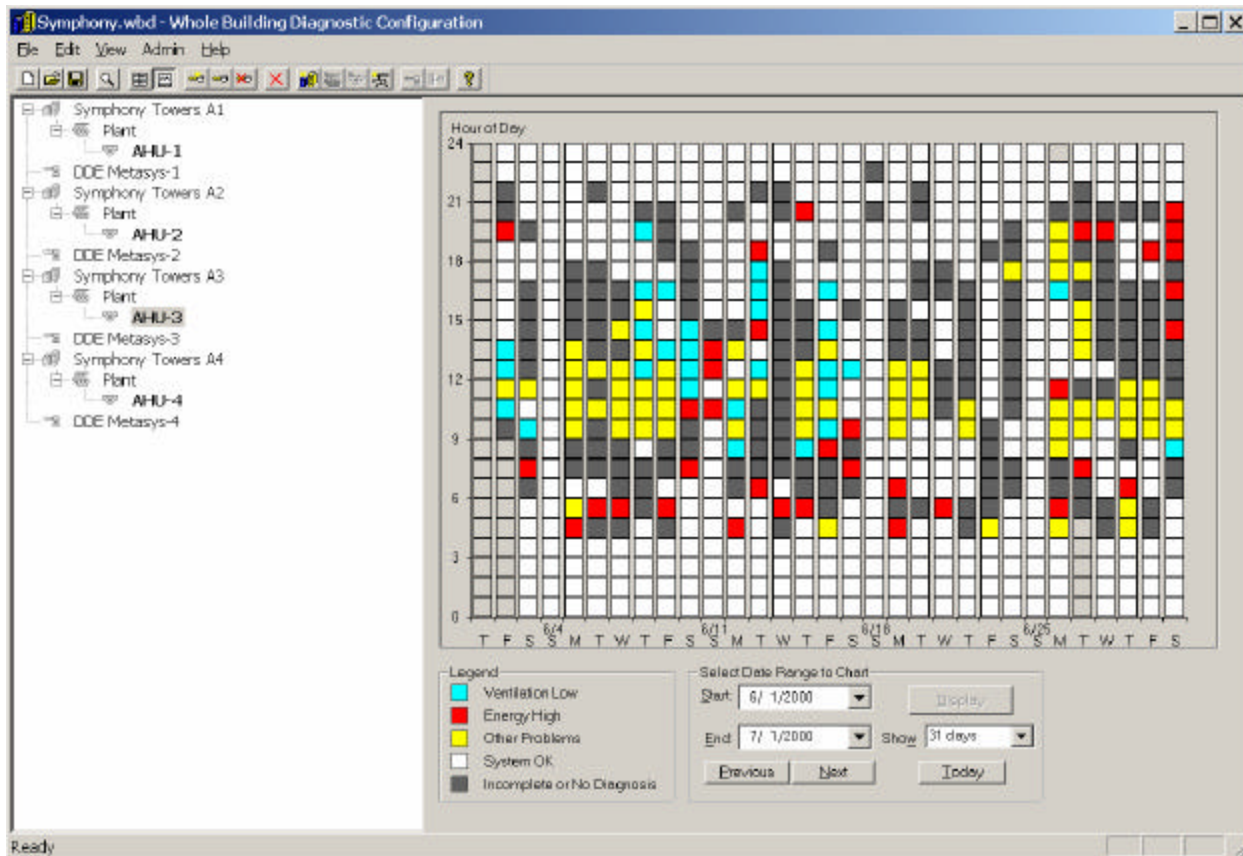 Symphony.wbd - Whole Building Diagnostic Configuration
File Edit View Admin Help
Symphony Towers A1
Plant
AHU-1
DDE Metasys-1
Symphony Towers A2
Plant
AHU-2
DDE Metasys-2
Symphony Towers A3
Plant
AHU-3
DDE Metasys-3
Symphony Towers A4
Plant
AHU-4
DDE Metasys-4
Hour of Day
24
21
18
15
12
9
6
3
0
6/4 6/11 6/18 6/25
T F S S M T W T F S S M T W T F S S M T W T F S S M T W T F S
Legend
Ventilation Low
Energy High
Other Problems
System OK
Incomplete or No Diagnosis
Select Date Range to Chart
Start 6/ 1/2000 Display
End 7/ 1/2000 Show 31 days
Previous Next Today
Ready